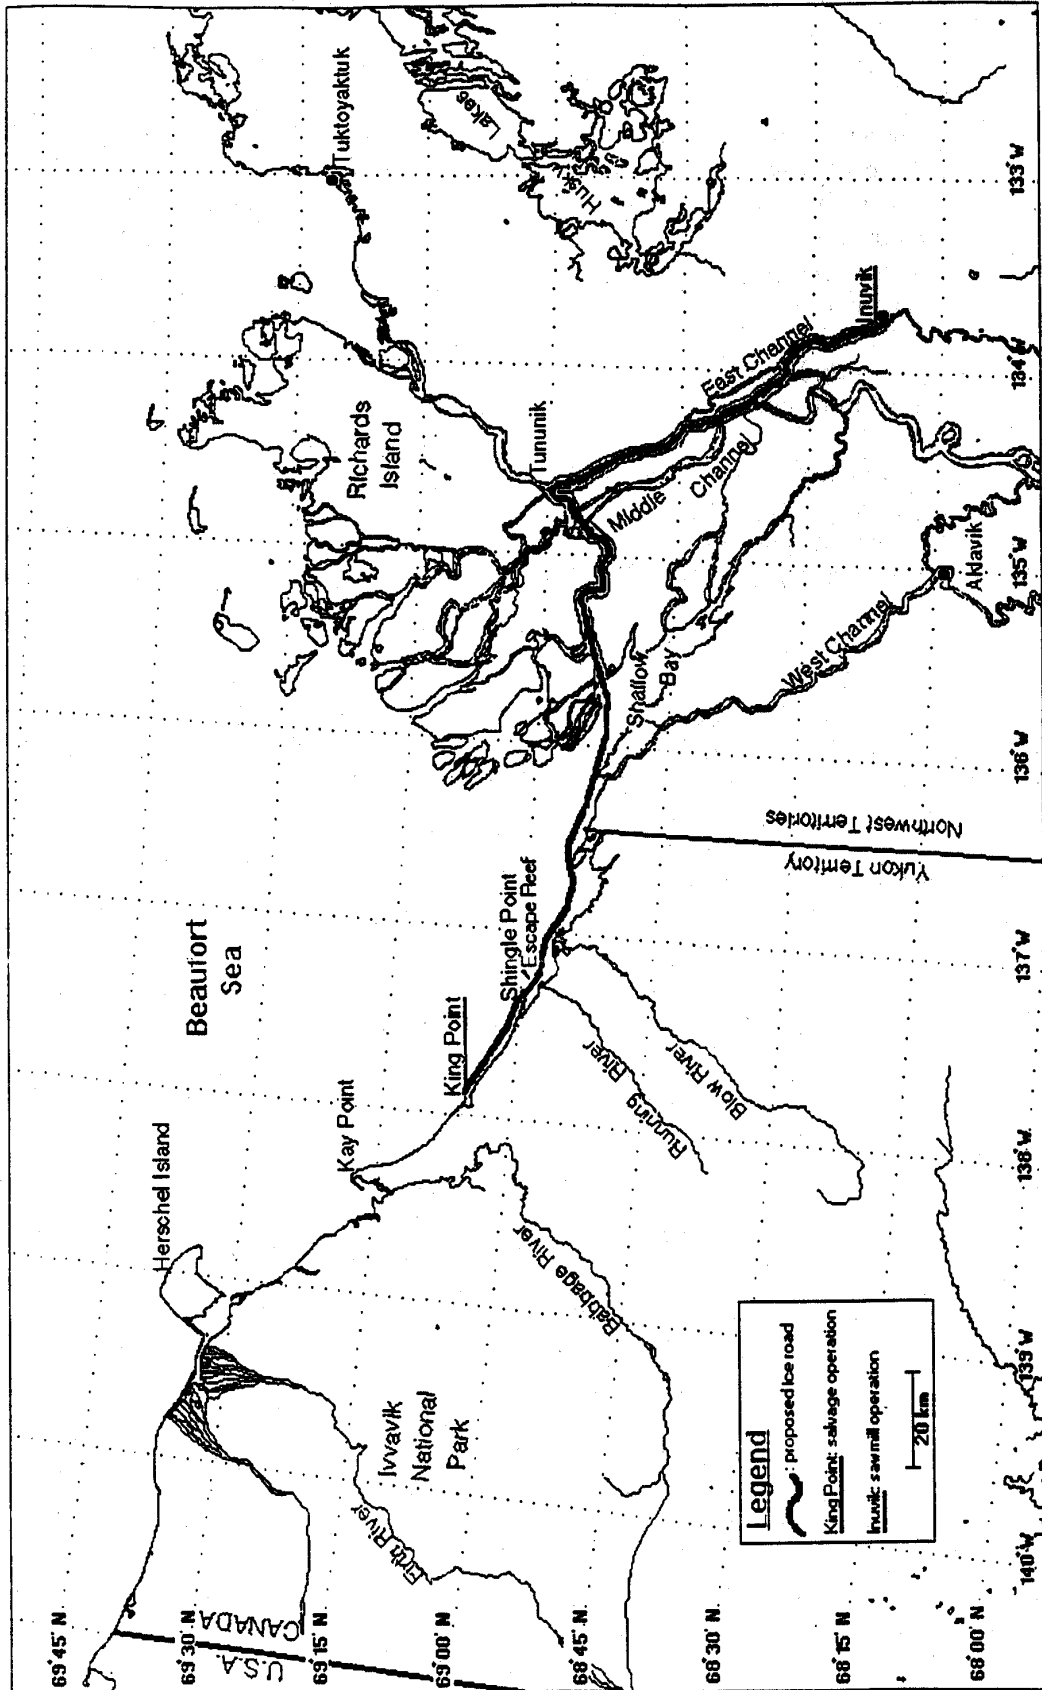 Beaufort
Sea
Herschel Island
Kay Point
King Point
Shingle Point
Escape Reef
Richards
Island
Tuktoyaktuk
Tununik
Lakes
Husky
East Channel
Inuvik
Middle
Channel
Shallow
Bay
West Channel
Aklavik
Northwest Territories
Yukon Territory
Blow River
Running
River
Babbage River
Firth River
Ivvavik
National
Park
CANADA
U.S.A.
69°45' N
69°30' N
69°15' N
69°00' N
68°45' N
68°30' N
68°15' N
68°00' N
140°W
139°W
138°W
137°W
136°W
135°W
134°W
133°W
Legend
: proposed ice road
King Point: salvage operation
Inuvik: sawmill operation
20 km